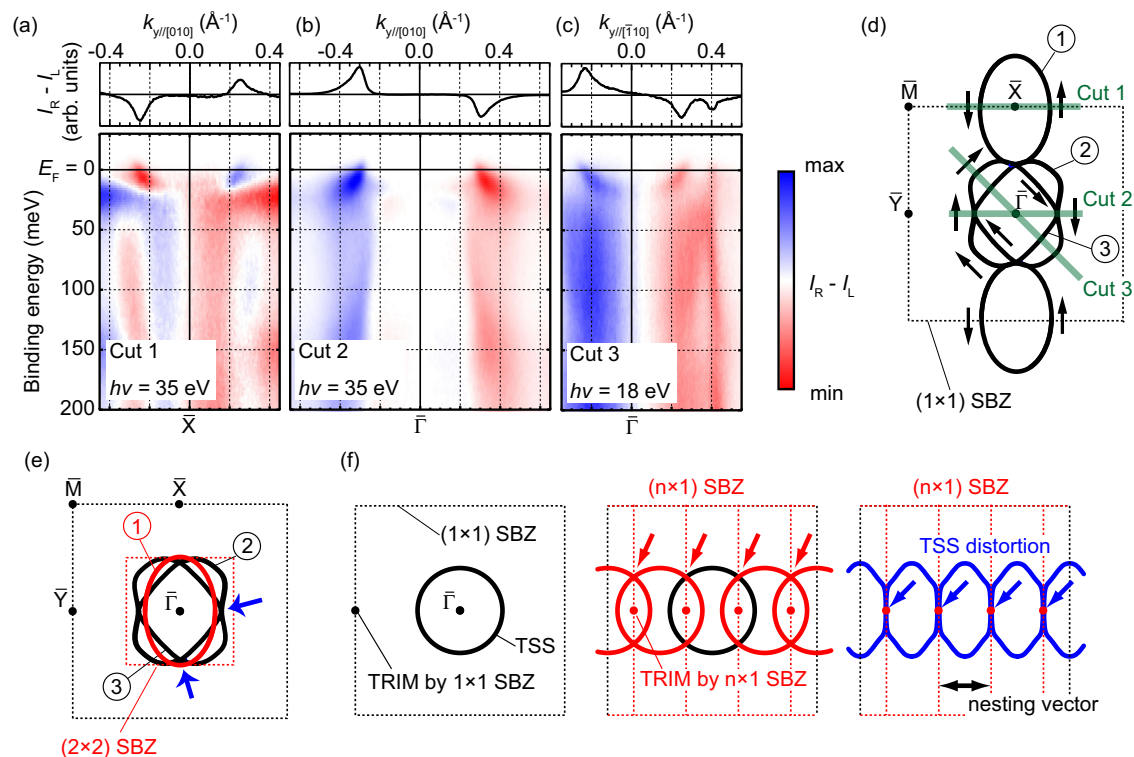 (a)
k_y//[010] (Å⁻¹)
-0.4 0.0 0.4
I_R - I_L
(arb. units)
E_F = 0
50
100
150
200
Binding energy (meV)
Cut 1
hν = 35 eV
X̄
(b)
k_y//[010] (Å⁻¹)
-0.4 0.0 0.4
Cut 2
hν = 35 eV
Γ̄
(c)
k_y//[1̄10] (Å⁻¹)
0.0 0.4
Cut 3
hν = 18 eV
Γ̄
max
I_R - I_L
min
(d)
①
M̄
X̄
Cut 1
②
Ȳ
Γ̄
Cut 2
③
Cut 3
(1×1) SBZ
(e)
M̄
X̄
①
②
Ȳ
Γ̄
③
(2×2) SBZ
(f)
(1×1) SBZ
Γ̄
TSS
TRIM by 1×1 SBZ
(n×1) SBZ
TRIM by n×1 SBZ
(n×1) SBZ
TSS distortion
nesting vector